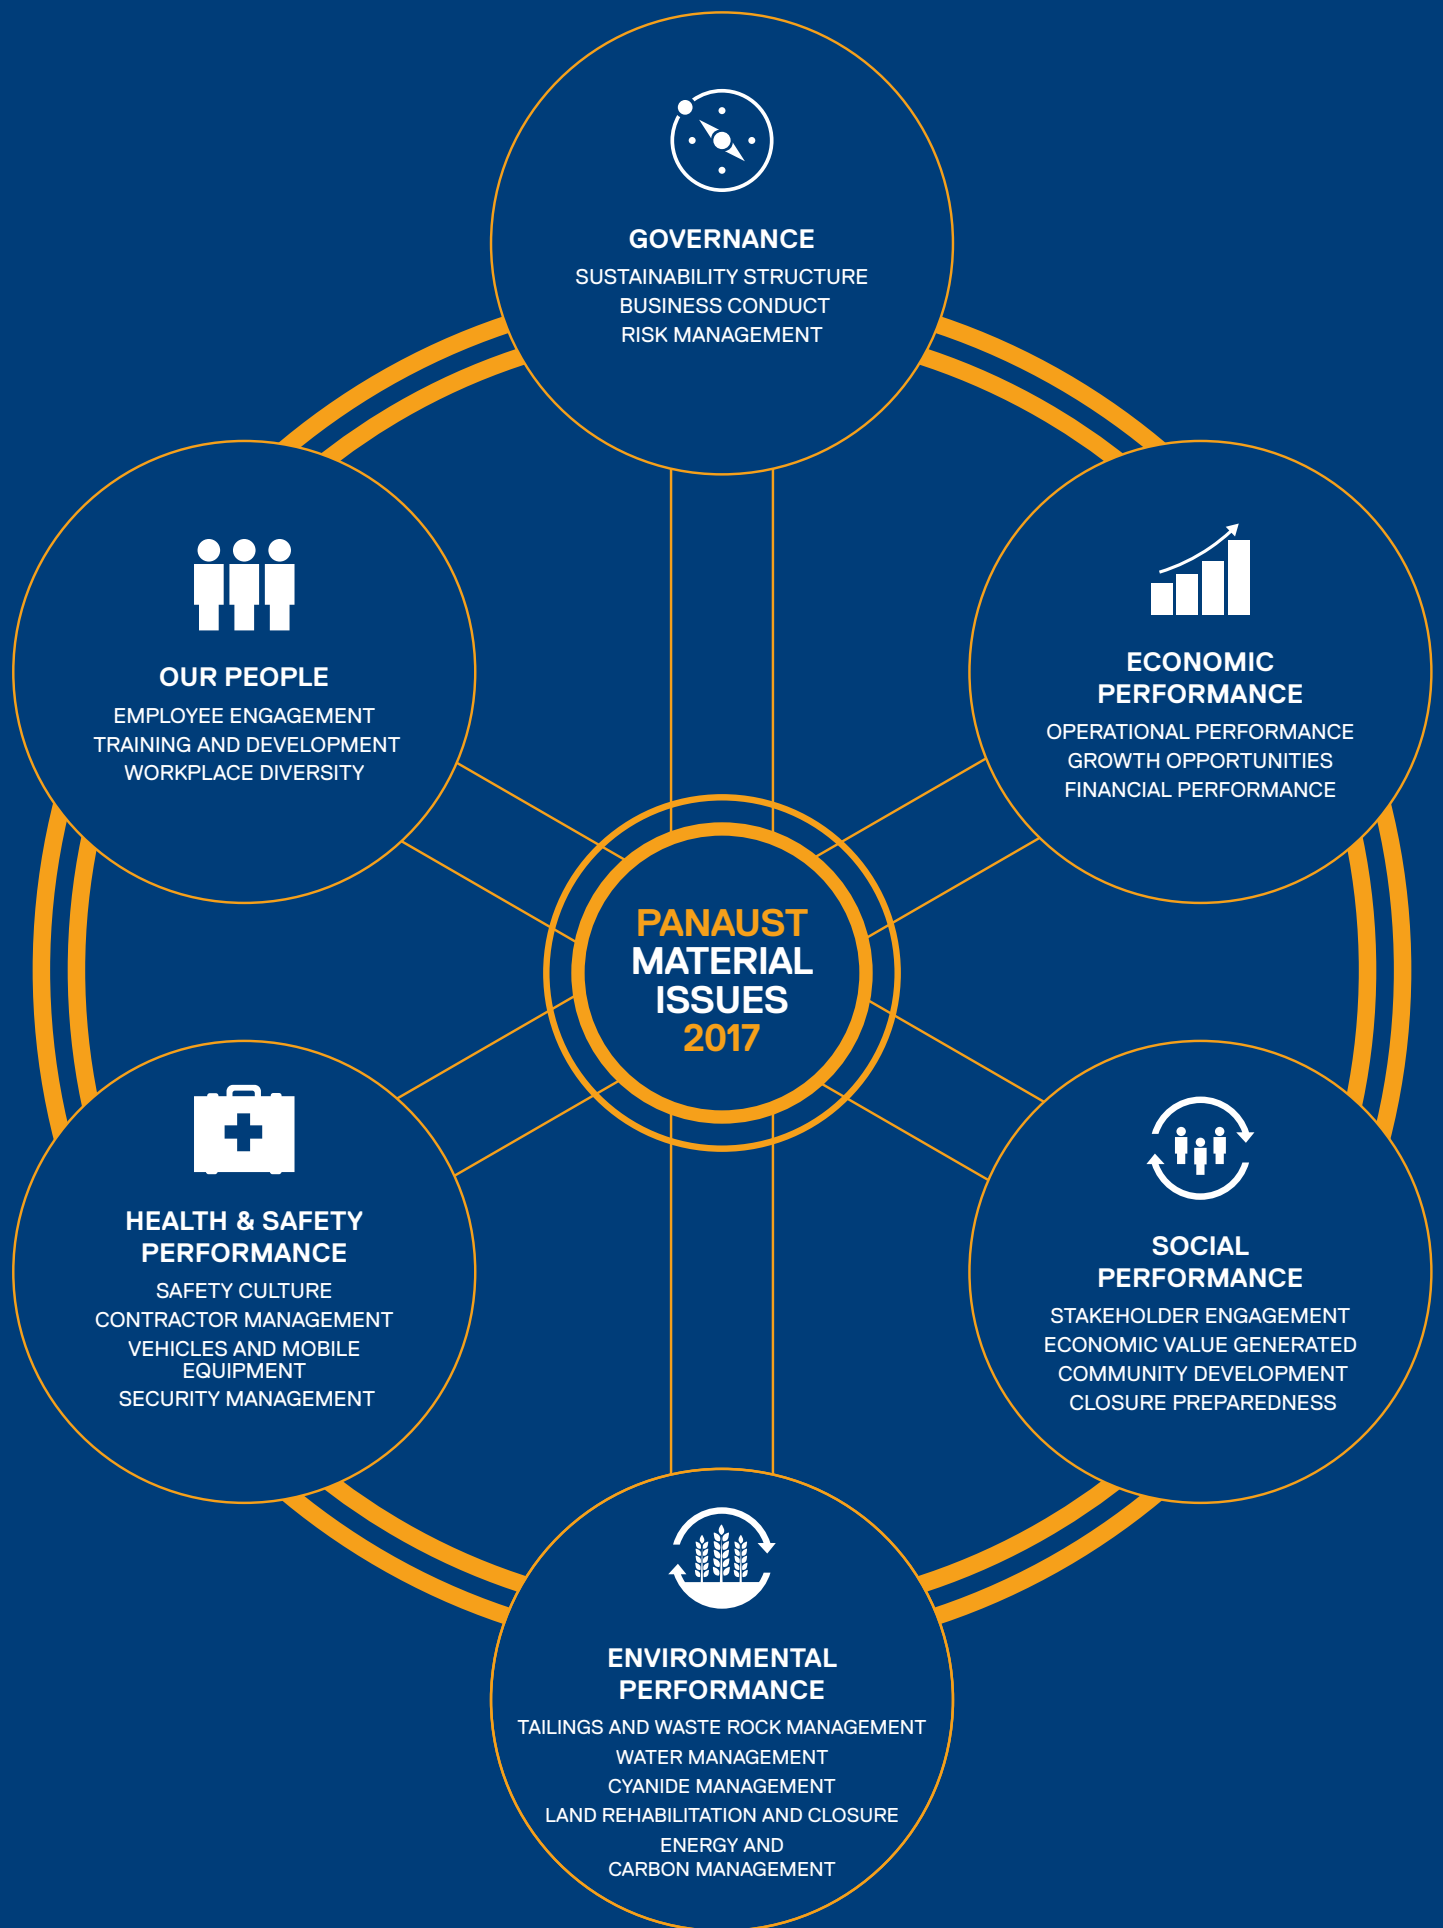 GOVERNANCE
SUSTAINABILITY STRUCTURE
BUSINESS CONDUCT
RISK MANAGEMENT
OUR PEOPLE
EMPLOYEE ENGAGEMENT
TRAINING AND DEVELOPMENT
WORKPLACE DIVERSITY
ECONOMIC
PERFORMANCE
OPERATIONAL PERFORMANCE
GROWTH OPPORTUNITIES
FINANCIAL PERFORMANCE
PANAUST
MATERIAL
ISSUES
2017
HEALTH & SAFETY
PERFORMANCE
SAFETY CULTURE
CONTRACTOR MANAGEMENT
VEHICLES AND MOBILE
EQUIPMENT
SECURITY MANAGEMENT
SOCIAL
PERFORMANCE
STAKEHOLDER ENGAGEMENT
ECONOMIC VALUE GENERATED
COMMUNITY DEVELOPMENT
CLOSURE PREPAREDNESS
ENVIRONMENTAL
PERFORMANCE
TAILINGS AND WASTE ROCK MANAGEMENT
WATER MANAGEMENT
CYANIDE MANAGEMENT
LAND REHABILITATION AND CLOSURE
ENERGY AND
CARBON MANAGEMENT